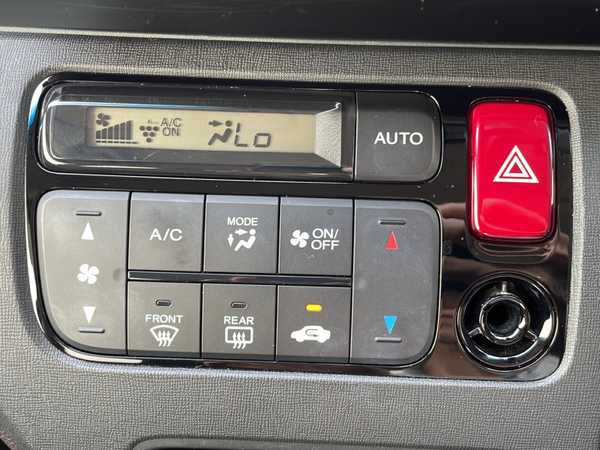 A/C
ON
Lo
AUTO
A/C
MODE
ON/
OFF
FRONT
REAR